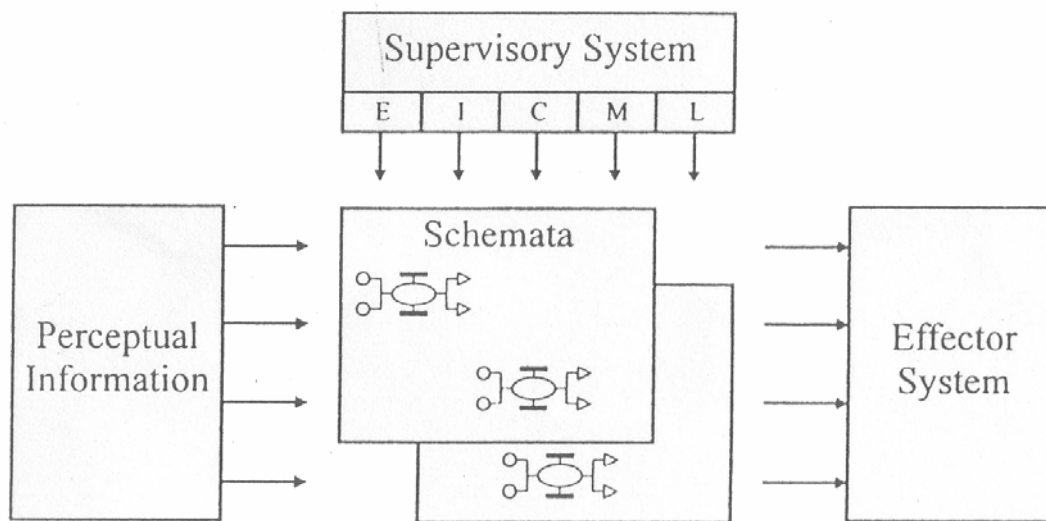 Supervisory System
E I C M L
Schemata
Perceptual
Information
Effector
System